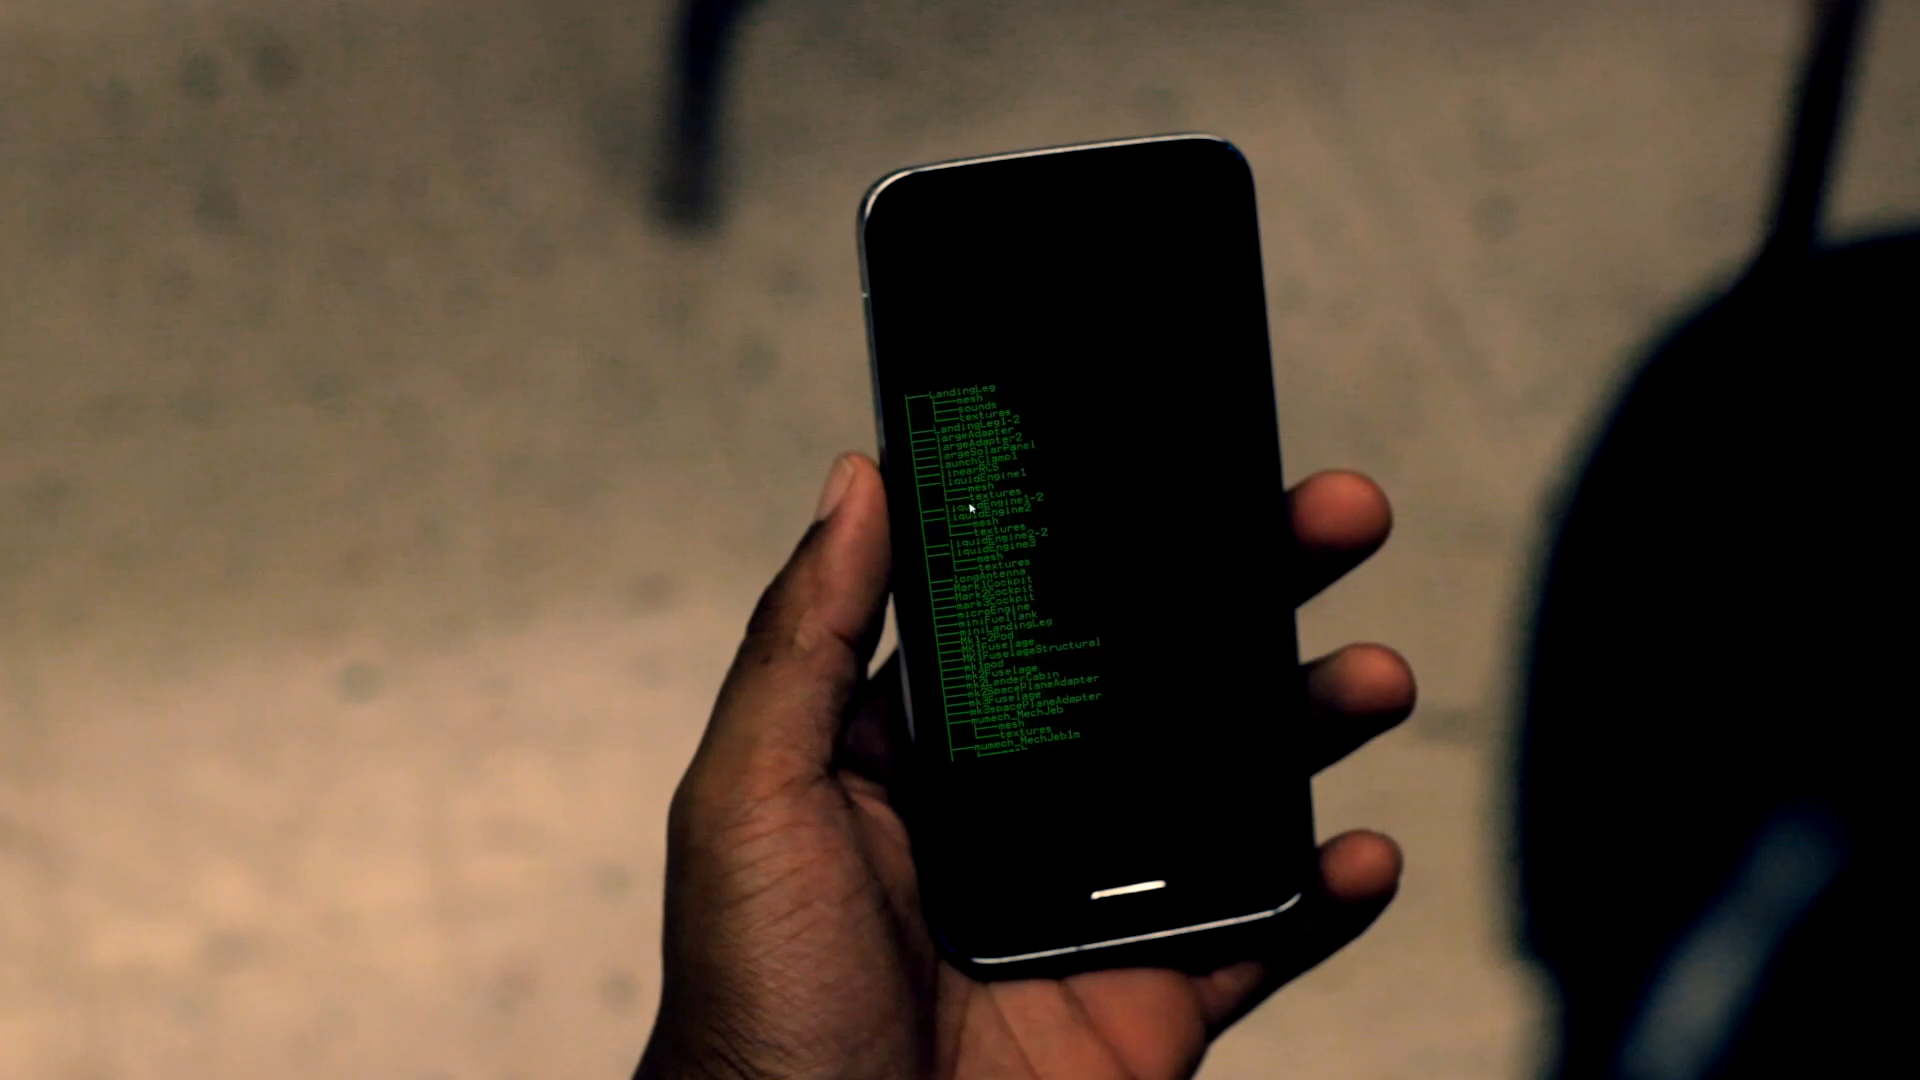 LandingLeg
mesh
sounds
textures
LandingLeg1-2
largeAdapter
largeAdapter2
largeSolarPanel
launchClamp1
linearRCS
liquidEngine1
mesh
textures
liquidEngine1-2
liquidEngine2
mesh
textures
liquidEngine2-2
liquidEngine3
mesh
textures
longAntenna
Mark1Cockpit
Mark2Cockpit
mark3Cockpit
microEngine
miniFuelTank
miniLandingLeg
Mk1-2Pod
MK1Fuselage
MK1FuselageStructural
mk1pod
mk2Fuselage
mk2LanderCabin
mk2SpacePlaneAdapter
mk3Fuselage
mk3spacePlaneAdapter
mumech_MechJeb
mesh
textures
mumech_MechJeb1m
mesh